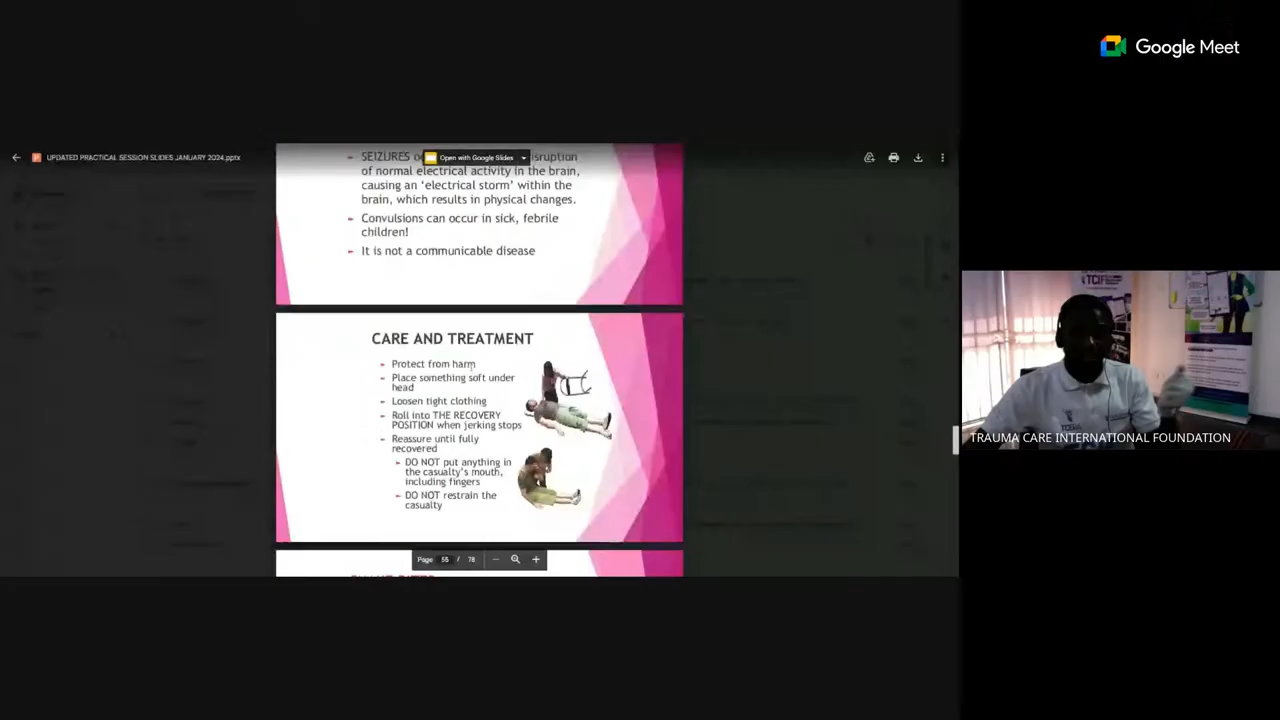 Google Meet
UPDATED PRACTICAL SESSION SLIDES JANUARY 2024.pptx
Open with Google Slides
SEIZURES
of normal electrical activity in the brain,
causing an ‘electrical storm’ within the
brain, which results in physical changes.
Convulsions can occur in sick, febrile
children!
It is not a communicable disease
CARE AND TREATMENT
Protect from harm
Place something soft under
head
Loosen tight clothing
Roll into THE RECOVERY
POSITION when jerking stops
Reassure until fully
recovered
DO NOT put anything in
the casualty’s mouth,
including fingers
DO NOT restrain the
casualty
Page 55 / 78
TCIF
TRAUMA CARE INTERNATIONAL FOUNDATION